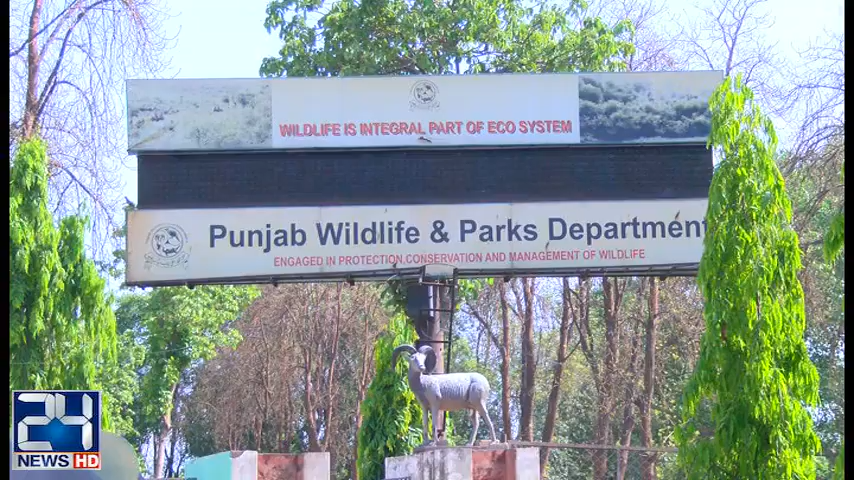 WILDLIFE IS INTEGRAL PART OF ECO SYSTEM
Punjab Wildlife & Parks Department
ENGAGED IN PROTECTION, CONSERVATION AND MANAGEMENT OF WILDLIFE
24
NEWS HD